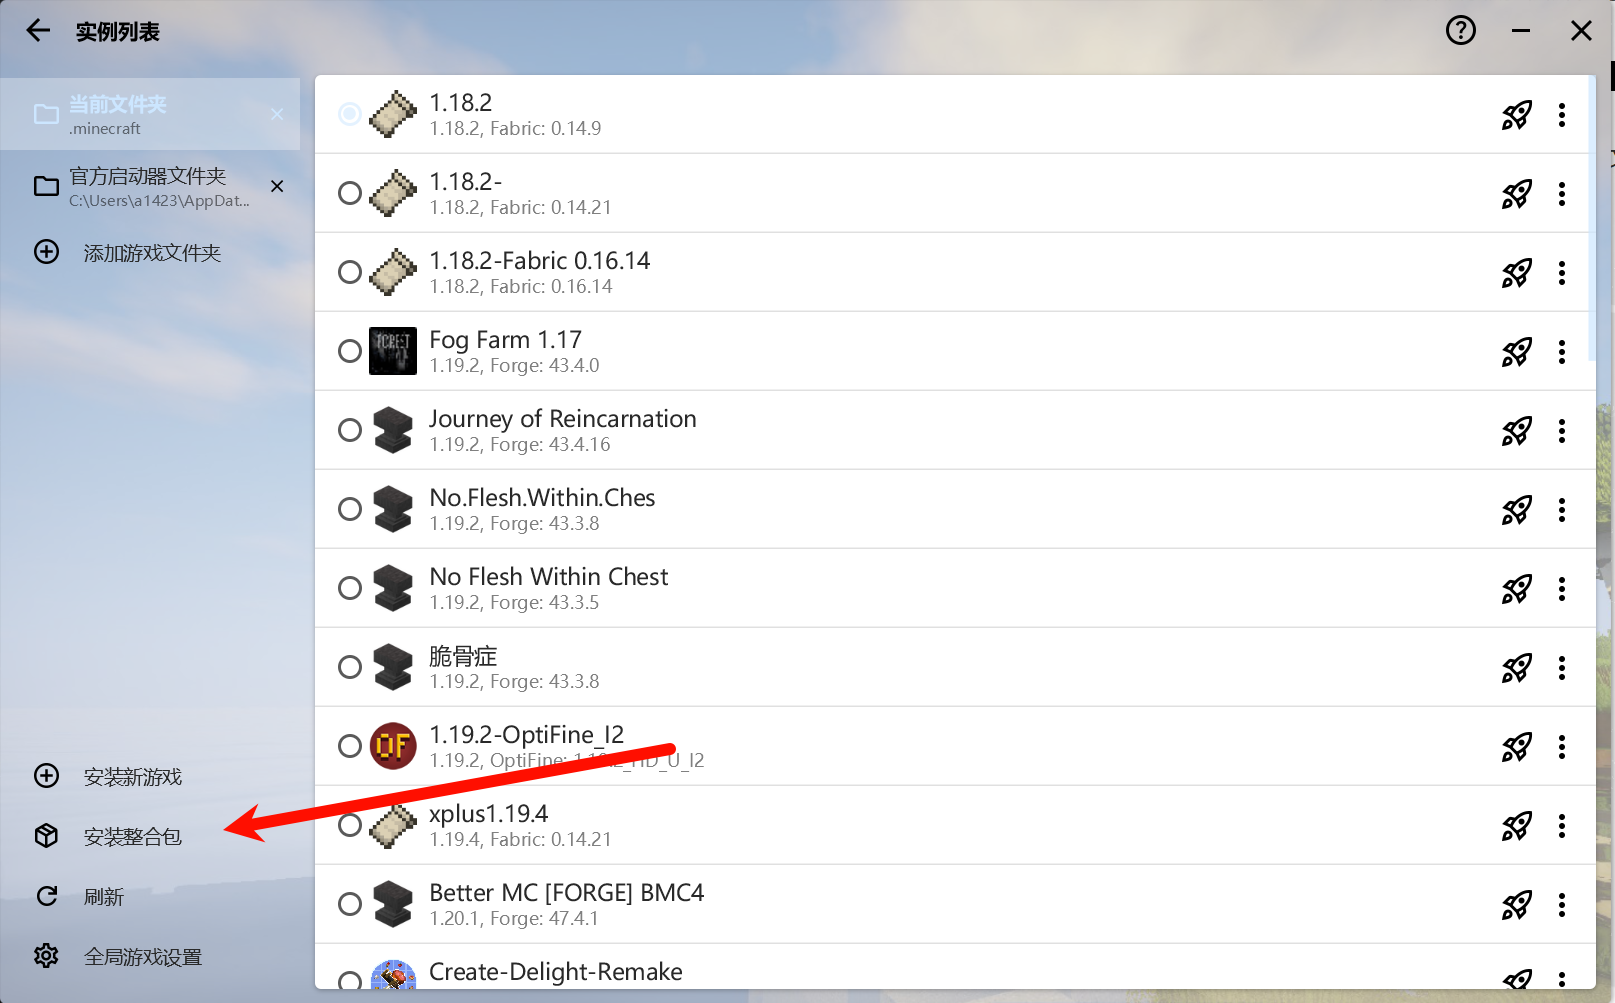 实例列表
当前文件夹
.minecraft
官方启动器文件夹
C:\Users\a1423\AppDat...
添加游戏文件夹
安装新游戏
安装整合包
刷新
全局游戏设置
1.18.2
1.18.2, Fabric: 0.14.9
1.18.2-
1.18.2, Fabric: 0.14.21
1.18.2-Fabric 0.16.14
1.18.2, Fabric: 0.16.14
Fog Farm 1.17
1.19.2, Forge: 43.4.0
Journey of Reincarnation
1.19.2, Forge: 43.4.16
No.Flesh.Within.Ches
1.19.2, Forge: 43.3.8
No Flesh Within Chest
1.19.2, Forge: 43.3.5
脆骨症
1.19.2, Forge: 43.3.8
OF
1.19.2-OptiFine_I2
1.19.2, OptiFine: 1.19.2_HD_U_I2
xplus1.19.4
1.19.4, Fabric: 0.14.21
Better MC [FORGE] BMC4
1.20.1, Forge: 47.4.1
Create-Delight-Remake